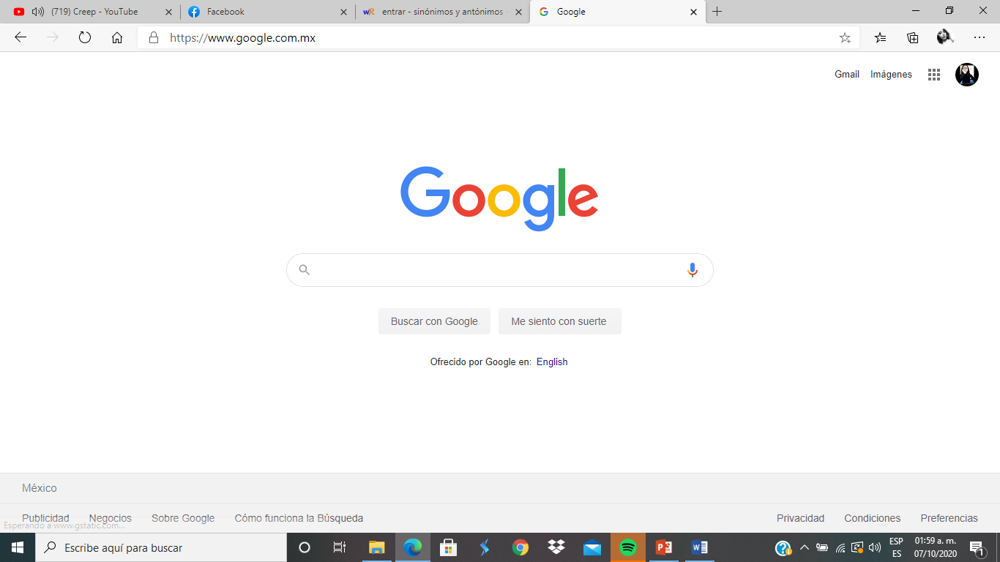 (719) Creep - YouTube
Facebook
wR entrar - sinónimos y antónimos -
Google
https://www.google.com.mx
Gmail Imágenes
Google
Buscar con Google Me siento con suerte
Ofrecido por Google en: English
México
Publicidad Negocios Sobre Google Cómo funciona la Búsqueda Privacidad Condiciones Preferencias
Esperando a www.gstatic.com...
Escribe aquí para buscar
ESP
ES
01:59 a. m.
07/10/2020
1